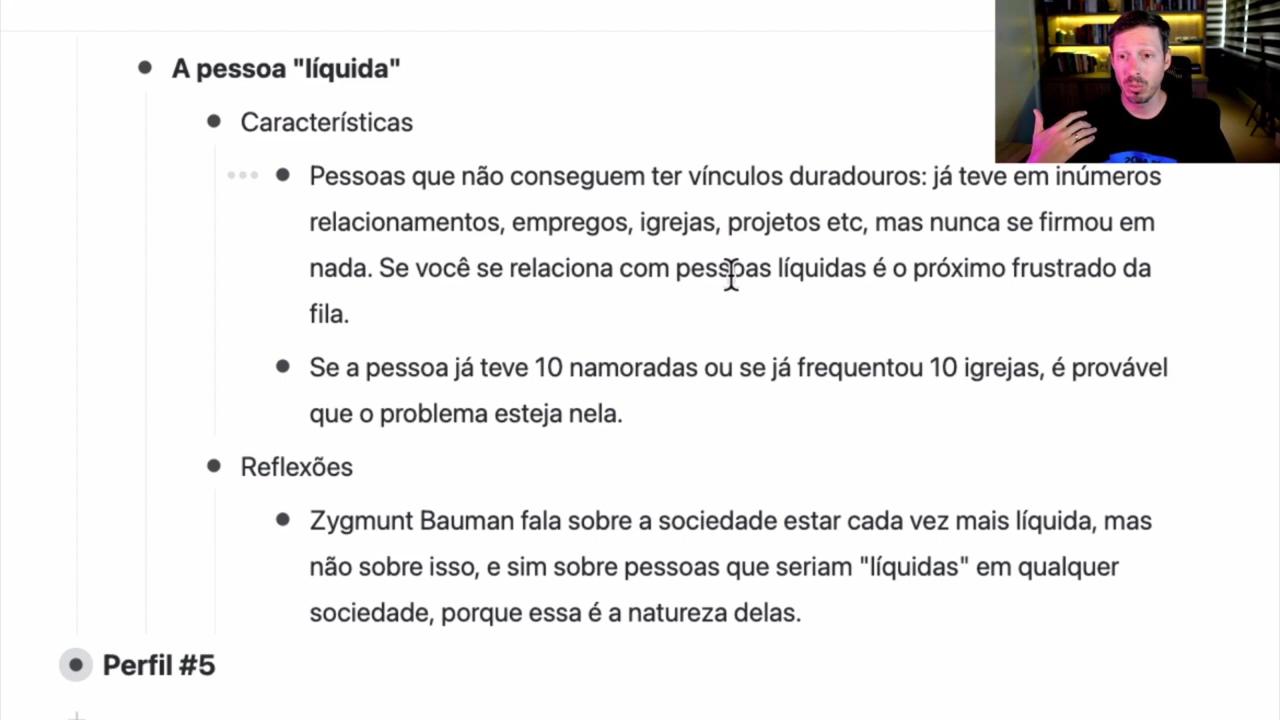 A pessoa "líquida"
Características
Pessoas que não conseguem ter vínculos duradouros: já teve em inúmeros
relacionamentos, empregos, igrejas, projetos etc, mas nunca se firmou em
nada. Se você se relaciona com pessoas líquidas é o próximo frustrado da
fila.
Se a pessoa já teve 10 namoradas ou se já frequentou 10 igrejas, é provável
que o problema esteja nela.
Reflexões
Zygmunt Bauman fala sobre a sociedade estar cada vez mais líquida, mas
não sobre isso, e sim sobre pessoas que seriam "líquidas" em qualquer
sociedade, porque essa é a natureza delas.
Perfil #5